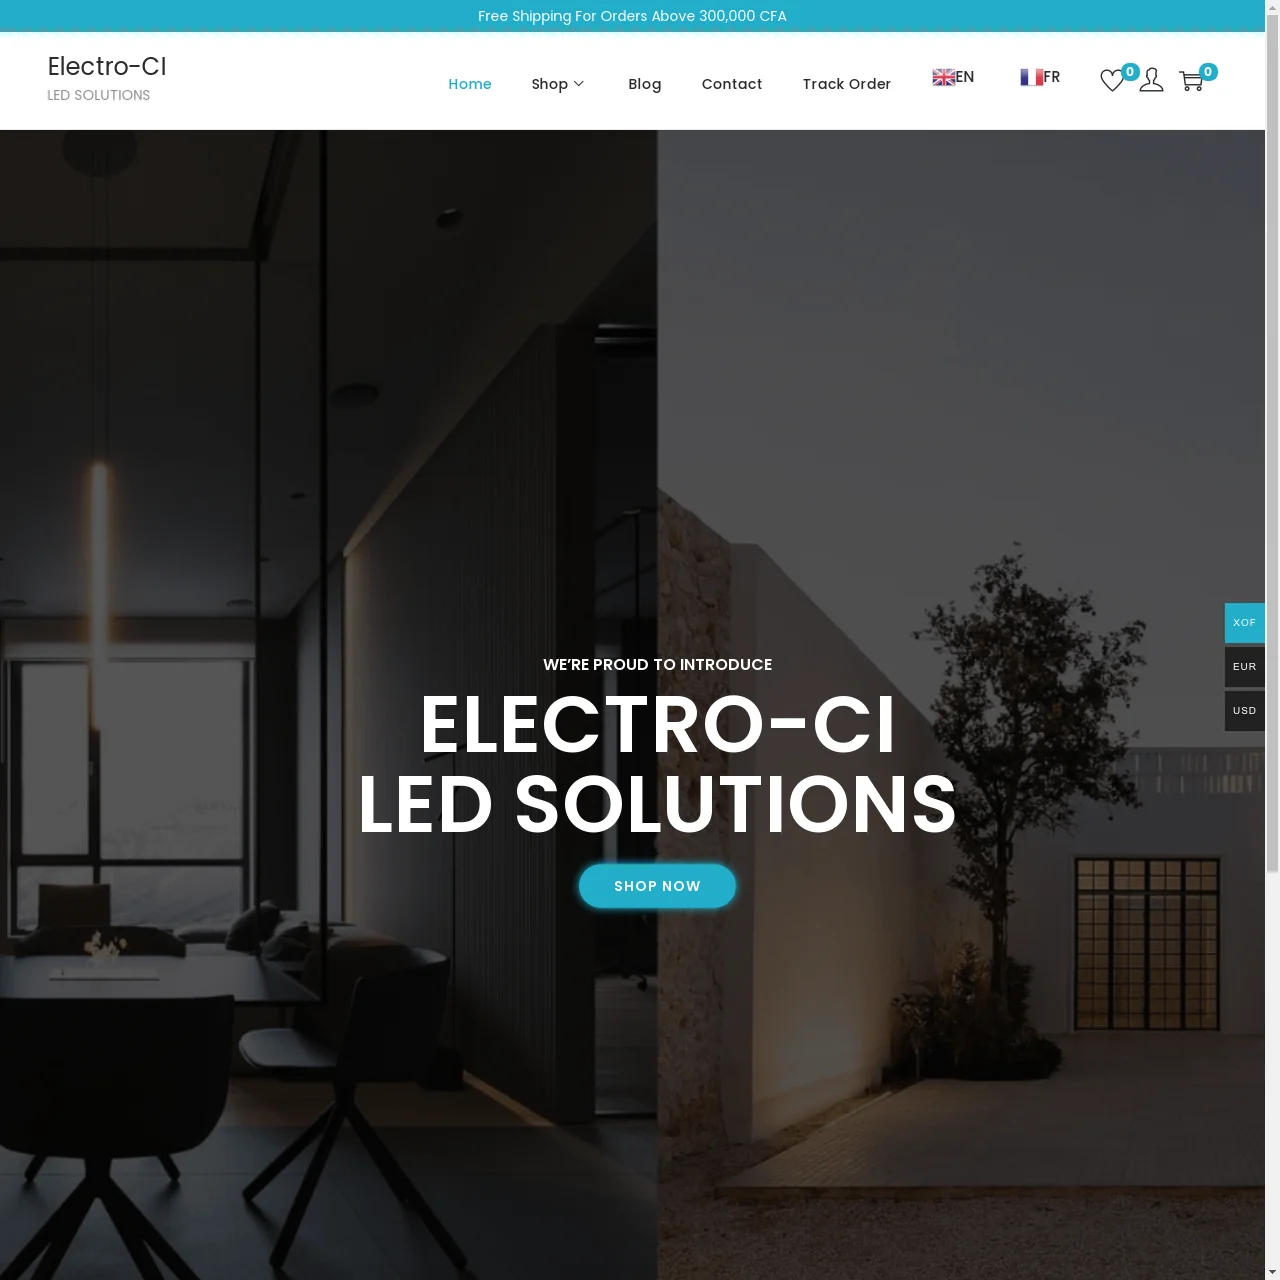 Free Shipping For Orders Above 300,000 CFA
Electro-CI
LED SOLUTIONS
Home
Shop
Blog
Contact
Track Order
EN
FR
0
0
XOF
EUR
USD
WE'RE PROUD TO INTRODUCE
ELECTRO-CI
LED SOLUTIONS
SHOP NOW